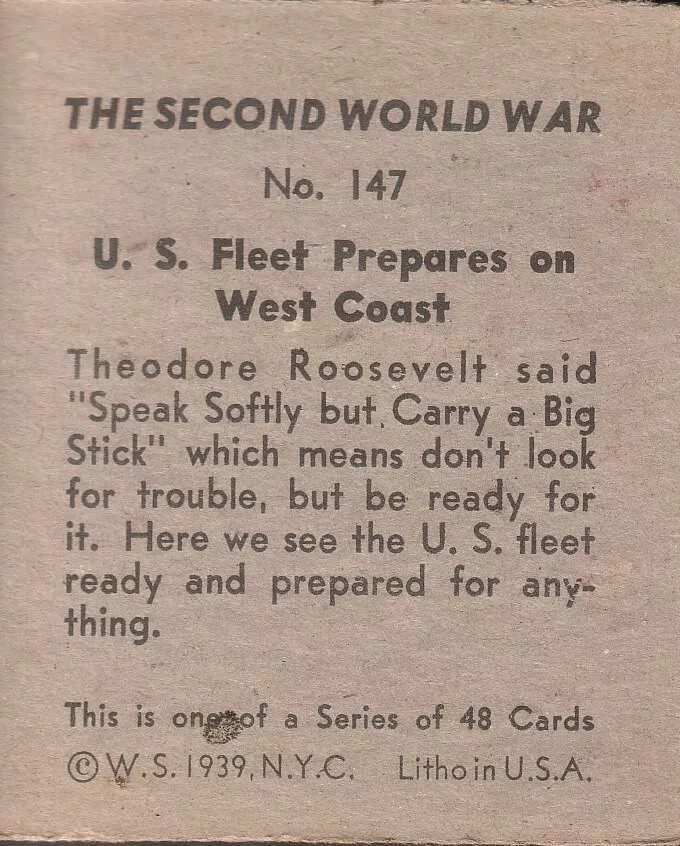 THE SECOND WORLD WAR
No. 147
U. S. Fleet Prepares on
West Coast
Theodore Roosevelt said
"Speak Softly but Carry a Big
Stick" which means don't look
for trouble, but be ready for
it. Here we see the U. S. fleet
ready and prepared for any-
thing.
This is one of a Series of 48 Cards
© W.S. 1939, N.Y.C. Litho in U.S.A.